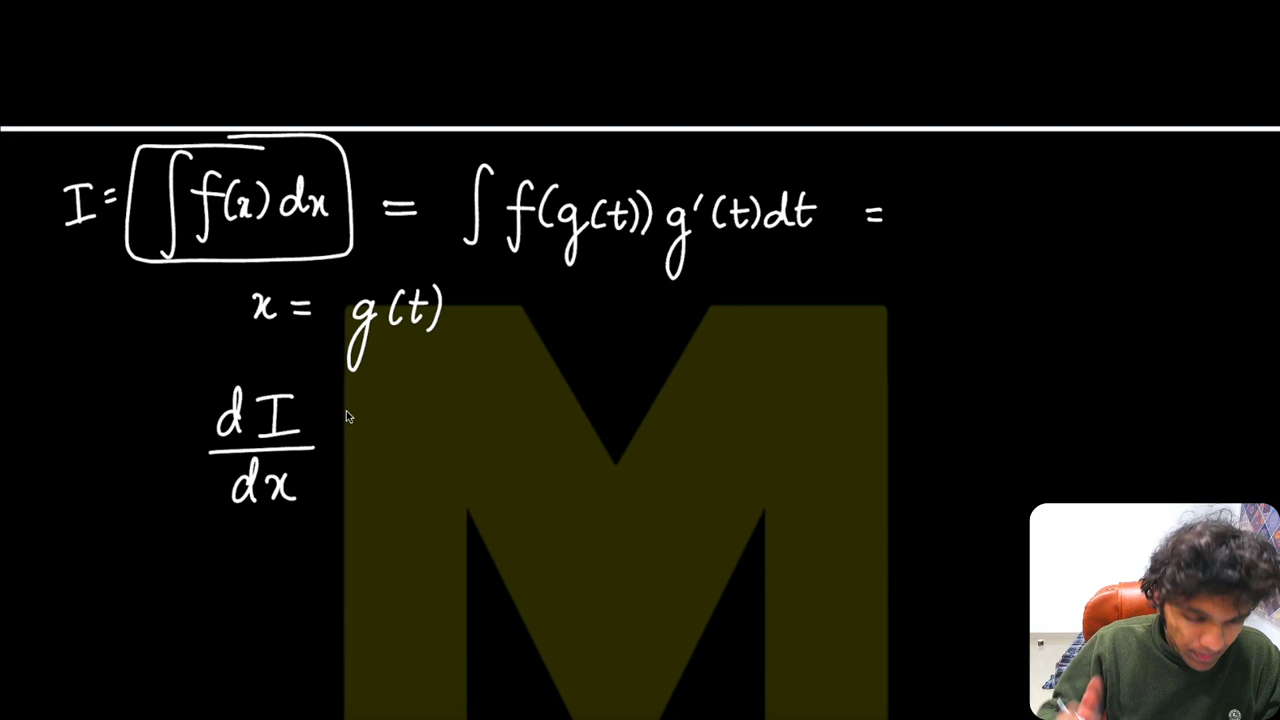 I = ∫ f(x) dx = ∫ f(g(t)) g'(t) dt =
x = g(t)
dI
dx
M